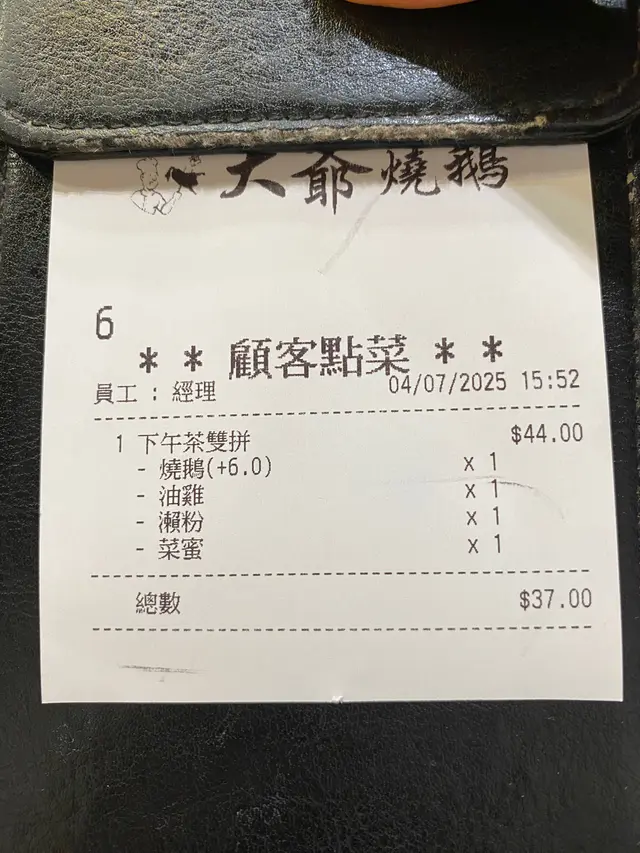 大爺燒鵝
6
* * 顧客點菜 * *
員工 : 經理 04/07/2025 15:52
1 下午茶雙拼 $44.00
- 燒鵝(+6.0) x 1
- 油雞 x 1
- 瀨粉 x 1
- 菜蜜 x 1
總數 $37.00